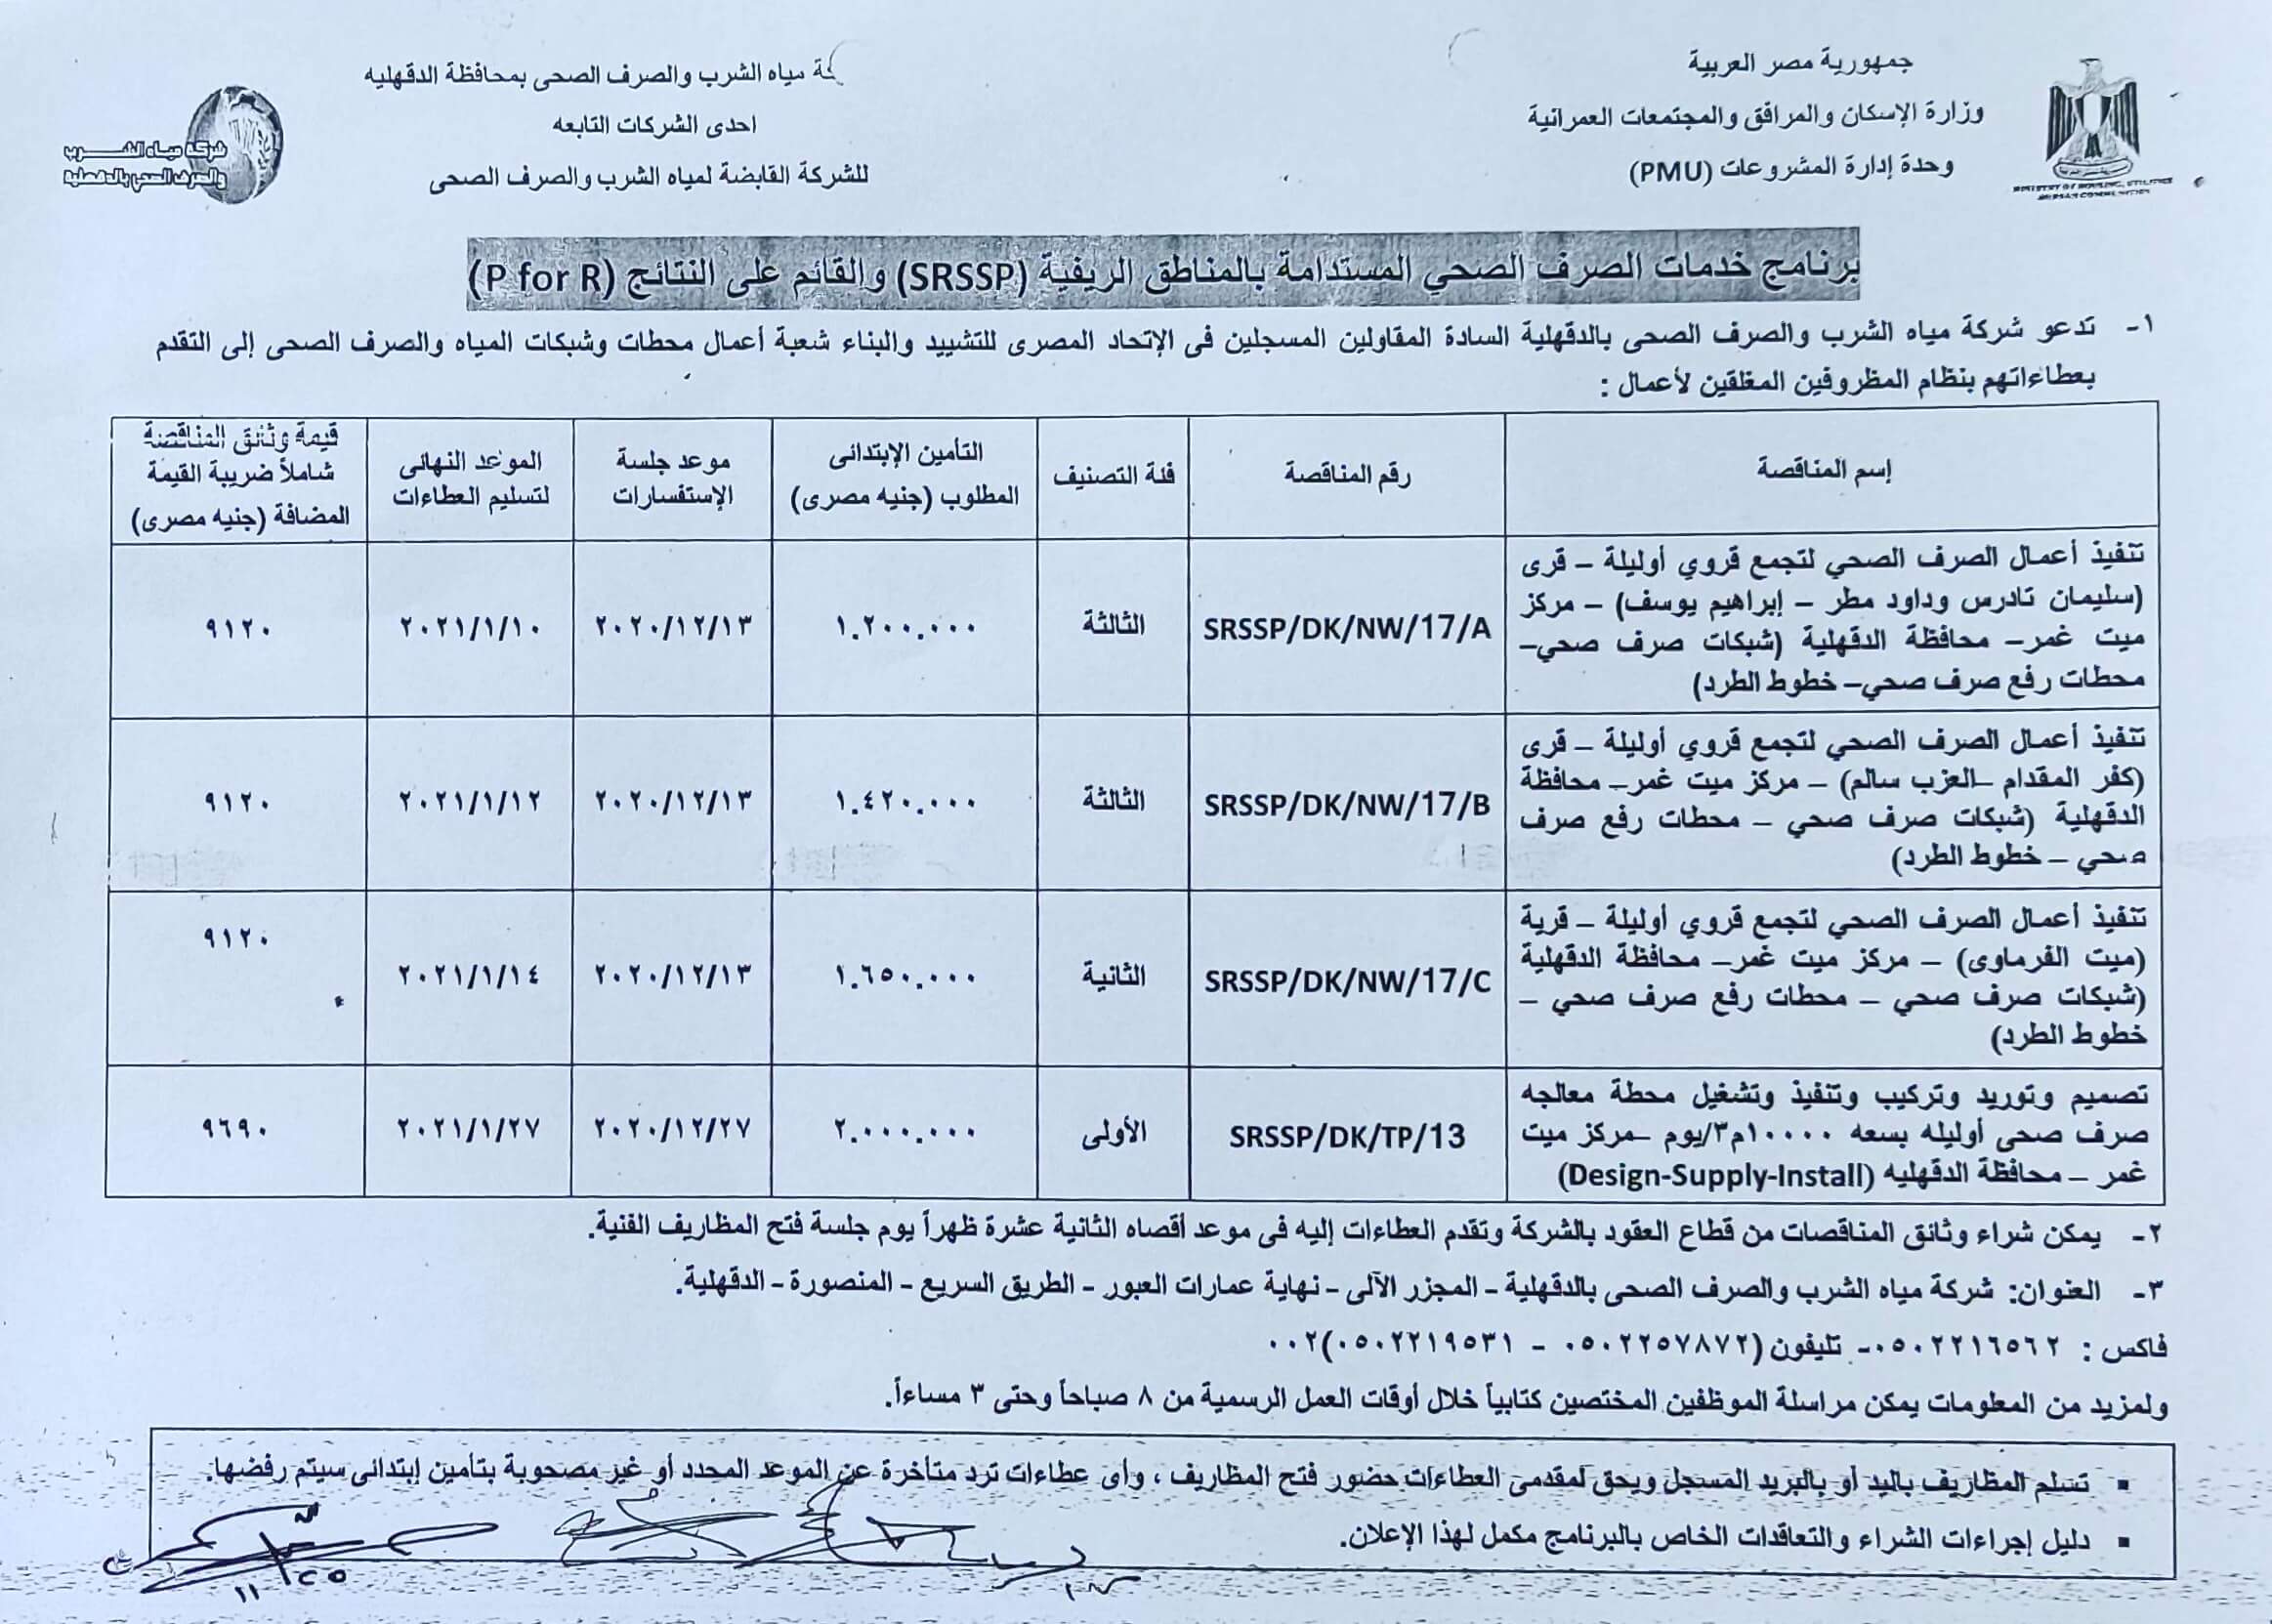 جمهورية مصر العربية
وزارة الإسكان والمرافق والمجتمعات العمرانية
وحدة إدارة المشروعات (PMU)
مياه الشرب والصرف الصحى بمحافظة الدقهليه
احدى الشركات التابعه
للشركة القابضة لمياه الشرب والصرف الصحى
شركة مياه الشرب
والصرف الصحى بالدقهلية
MINISTRY OF HOUSING, UTILITIES
برنامج خدمات الصرف الصحي المستدامة بالمناطق الريفية (SRSSP) والقائم على النتائج (P for R)
١- تدعو شركة مياه الشرب والصرف الصحى بالدقهلية السادة المقاولين المسجلين فى الإتحاد المصرى للتشييد والبناء شعبة أعمال محطات وشبكات المياه والصرف الصحى إلى التقدم
بعطاءاتهم بنظام المظروفين المغلقين لأعمال :
إسم المناقصة
رقم المناقصة
فئة التصنيف
التأمين الإبتدائى
المطلوب (جنيه مصرى)
موعد جلسة
الإستفسارات
الموعد النهائى
لتسليم العطاءات
قيمة وثائق المناقصة
شاملاً ضريبة القيمة
المضافة (جنيه مصرى)
تنفيذ أعمال الصرف الصحي لتجمع قروي أوليلة – قرى
(سليمان تادرس وداود مطر – إبراهيم يوسف) – مركز
ميت غمر– محافظة الدقهلية (شبكات صرف صحي–
محطات رفع صرف صحي– خطوط الطرد)
SRSSP/DK/NW/17/A
الثالثة
١.٢٠٠.٠٠٠
٢٠٢٠/١٢/١٣
٢٠٢١/١/١٠
٩١٢٠
تنفيذ أعمال الصرف الصحي لتجمع قروي أوليلة – قرى
(كفر المقدام –العزب سالم) – مركز ميت غمر– محافظة
الدقهلية (شبكات صرف صحي – محطات رفع صرف
صحي – خطوط الطرد)
SRSSP/DK/NW/17/B
الثالثة
١.٤٢٠.٠٠٠
٢٠٢٠/١٢/١٣
٢٠٢١/١/١٢
٩١٢٠
تنفيذ أعمال الصرف الصحي لتجمع قروي أوليلة – قرية
(ميت الفرماوى) – مركز ميت غمر– محافظة الدقهلية
(شبكات صرف صحي – محطات رفع صرف صحي –
خطوط الطرد)
SRSSP/DK/NW/17/C
الثانية
١.٦٥٠.٠٠٠
٢٠٢٠/١٢/١٣
٢٠٢١/١/١٤
٩١٢٠
تصميم وتوريد وتركيب وتنفيذ وتشغيل محطة معالجه
صرف صحى أوليله بسعه ١٠٠٠٠م٣/يوم –مركز ميت
غمر – محافظة الدقهليه (Design-Supply-Install)
SRSSP/DK/TP/13
الأولى
٢.٠٠٠.٠٠٠
٢٠٢٠/١٢/٢٧
٢٠٢١/١/٢٧
٩٦٩٠
٢- يمكن شراء وثائق المناقصات من قطاع العقود بالشركة وتقدم العطاءات إليه فى موعد أقصاه الثانية عشرة ظهراً يوم جلسة فتح المظاريف الفنية.
٣- العنوان: شركة مياه الشرب والصرف الصحى بالدقهلية - المجزر الآلى - نهاية عمارات العبور - الطريق السريع - المنصورة - الدقهلية.
فاكس : ٠٥٠٢٢١٦٥٦٢- تليفون (٠٥٠٢٢٥٧٨٧٢ - ٠٥٠٢٢١٩٥٣١)٠٠٢
ولمزيد من المعلومات يمكن مراسلة الموظفين المختصين كتابياً خلال أوقات العمل الرسمية من ٨ صباحاً وحتى ٣ مساءاً.
▪ تسلم المظاريف باليد أو بالبريد المسجل ويحق لمقدمى العطاءات حضور فتح المظاريف ، وأى عطاءات ترد متأخرة عن الموعد المحدد أو غير مصحوبة بتأمين إبتدائى سيتم رفضها.
▪ دليل إجراءات الشراء والتعاقدات الخاص بالبرنامج مكمل لهذا الإعلان.